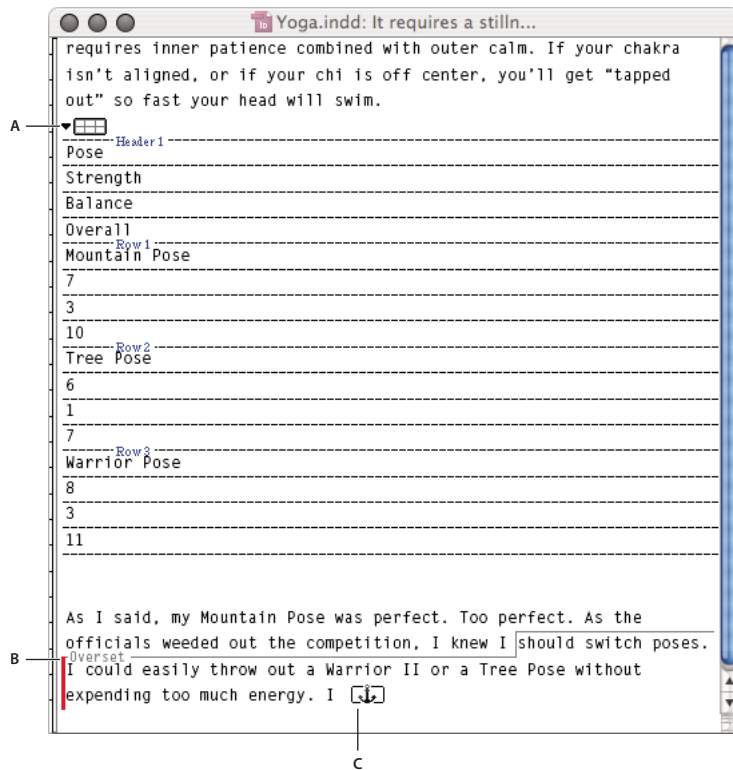 Yoga.indd: It requires a stilln...
requires inner patience combined with outer calm. If your chakra
isn't aligned, or if your chi is off center, you'll get “tapped
out” so fast your head will swim.
A
Header 1
Pose
Strength
Balance
Overall
Row 1
Mountain Pose
7
3
10
Row 2
Tree Pose
6
1
7
Row 3
Warrior Pose
8
3
11
As I said, my Mountain Pose was perfect. Too perfect. As the
officials weeded out the competition, I knew I should switch poses.
B
Overset
I could easily throw out a Warrior II or a Tree Pose without
expending too much energy. I
C